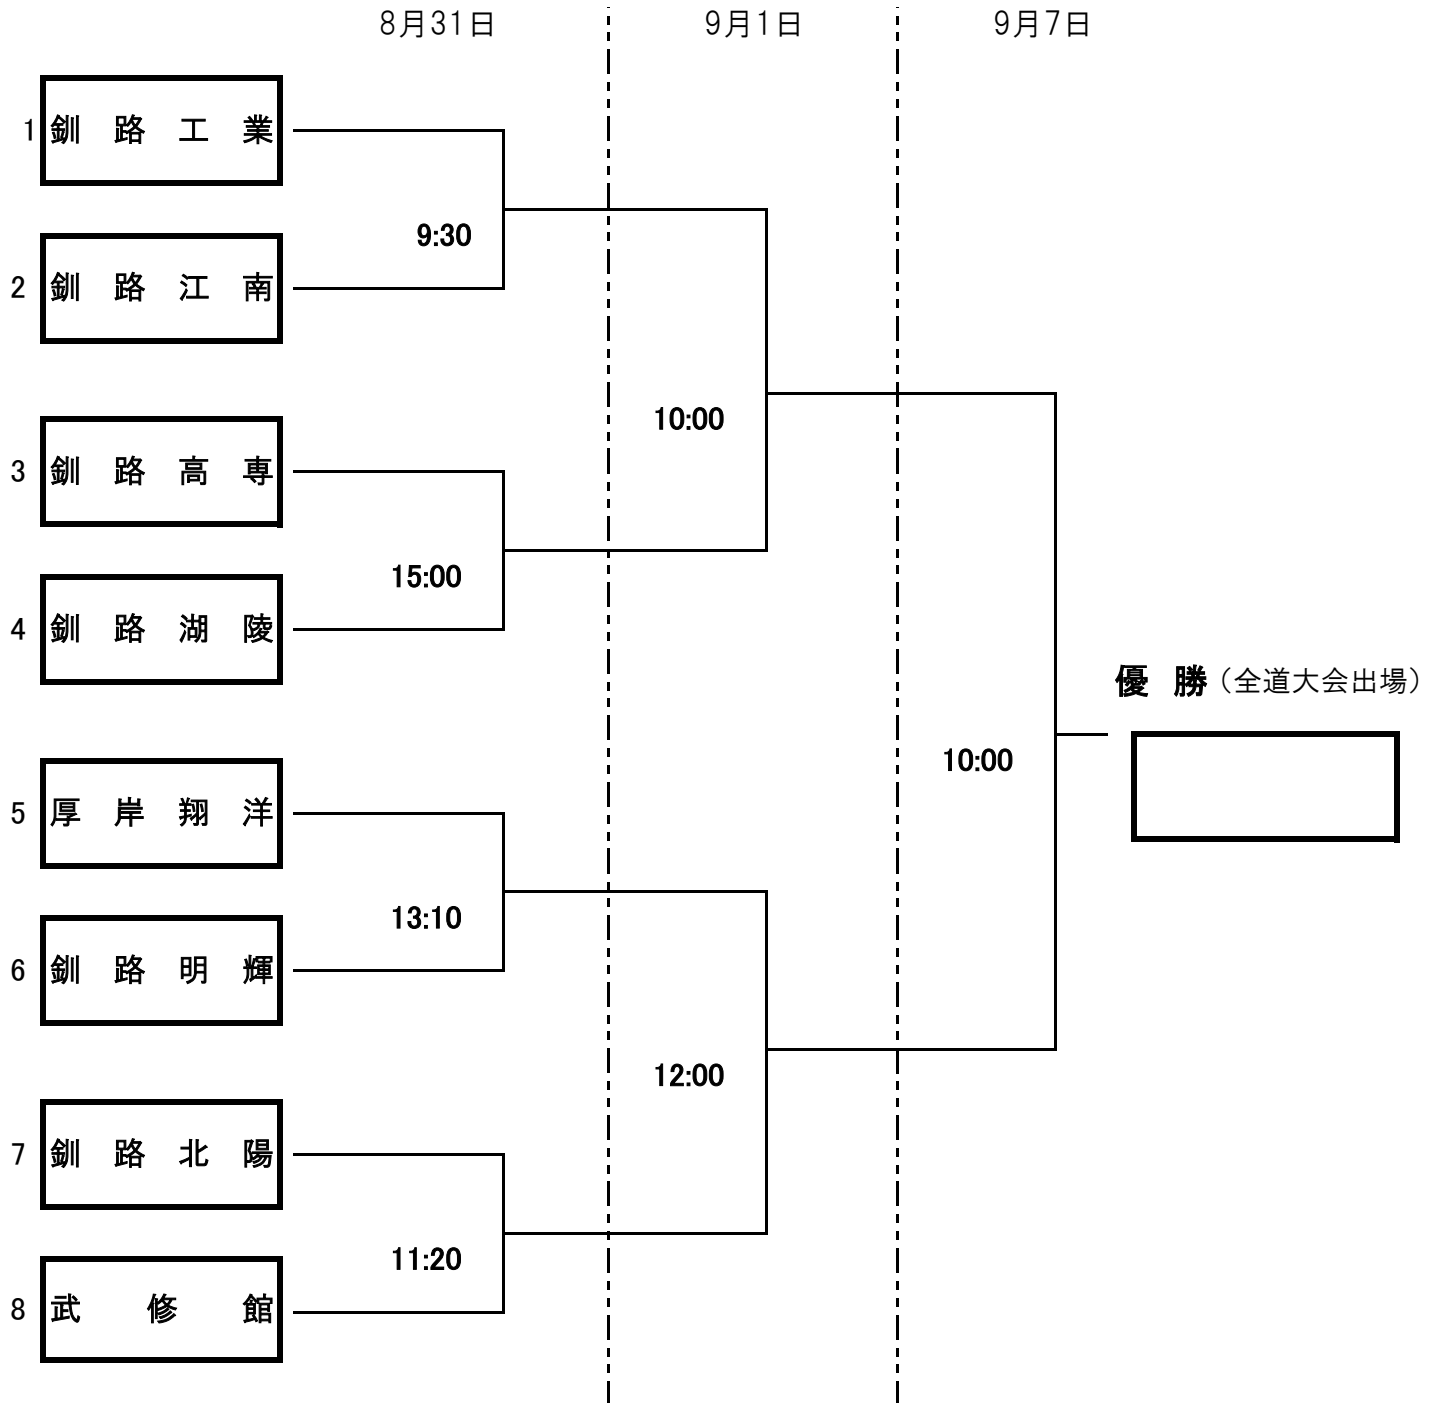 8月31日 9月1日 9月7日
1 釧路工業
9:30
2 釧路江南
10:00
3 釧路高専
15:00
4 釧路湖陵
優勝（全道大会出場）
10:00
5 厚岸翔洋
13:10
6 釧路明輝
12:00
7 釧路北陽
11:20
8 武修館